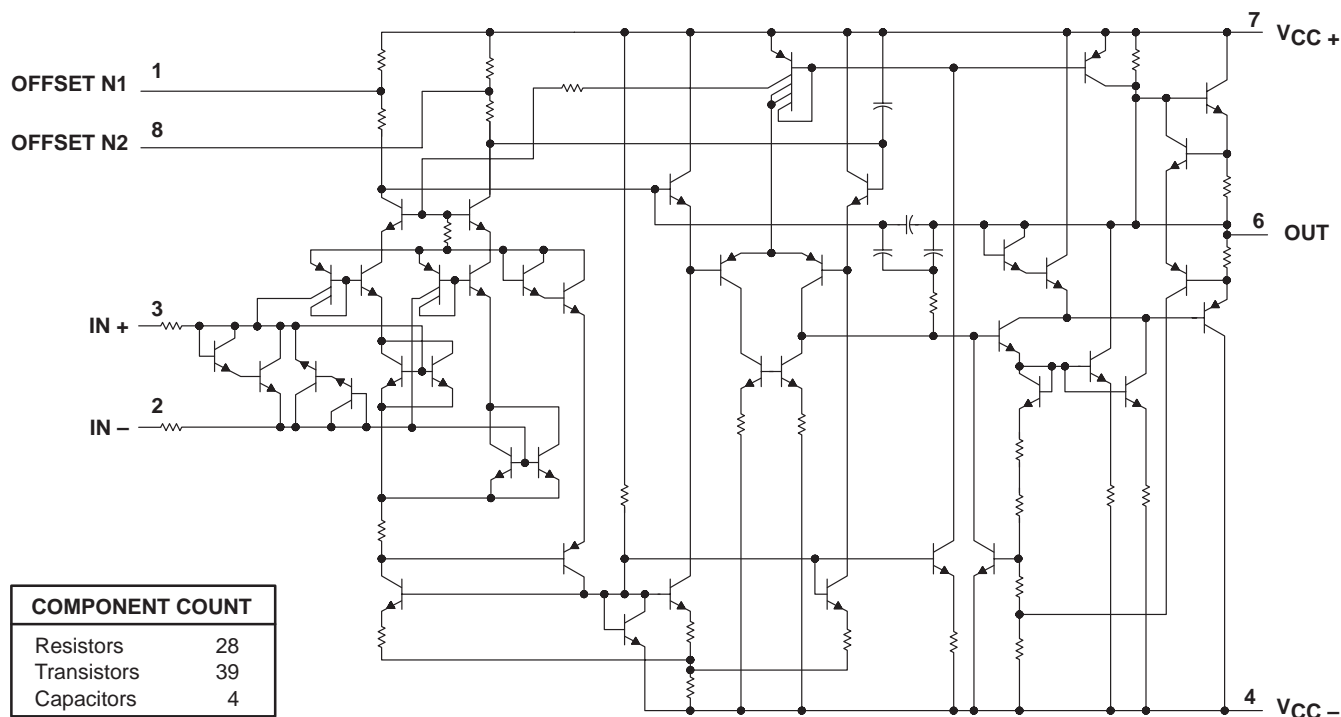 7
VCC +
1
OFFSET N1
8
OFFSET N2
6
OUT
3
IN +
2
IN –
COMPONENT COUNT
Resistors 28
Transistors 39
Capacitors 4
4
VCC –